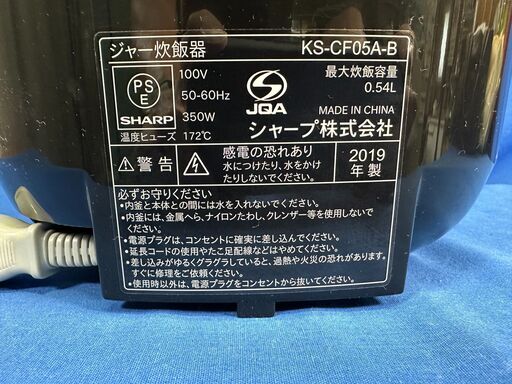 ジャー炊飯器 KS-CF05A-B
PSE
SHARP
100V
50-60Hz
350W
温度ヒューズ 172℃
JQA
最大炊飯容量
0.54L
MADE IN CHINA
シャープ株式会社
警告
感電の恐れあり
水につけたり、水をかけ
たりしないでください。
2019
年製
必ずお守りください
・内釜と本体との間には水を入れないでください。
・内釜には、金属へら、ナイロンたわし、クレンザー等を使用しないで
ください。
・電源プラグは、コンセントに確実に差し込んでください。
・延長コードの使用やたこ足配線などはやめてください。
・差し込みがゆるくグラグラしていると、過熱や火災の恐れがあります。
すぐに修理をご依頼ください。
・使用時以外は、電源プラグをコンセントから抜いてください。